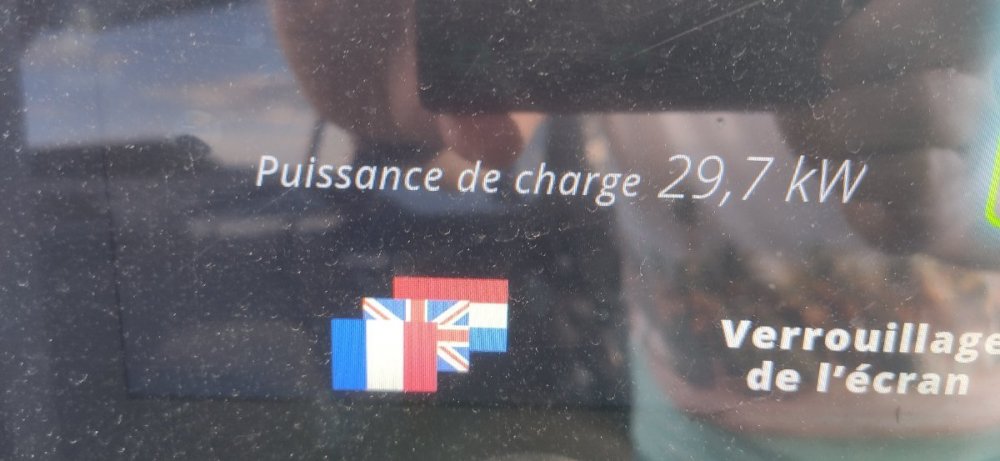 Puissance de charge 29,7 kW
Verrouillage
de l'écran